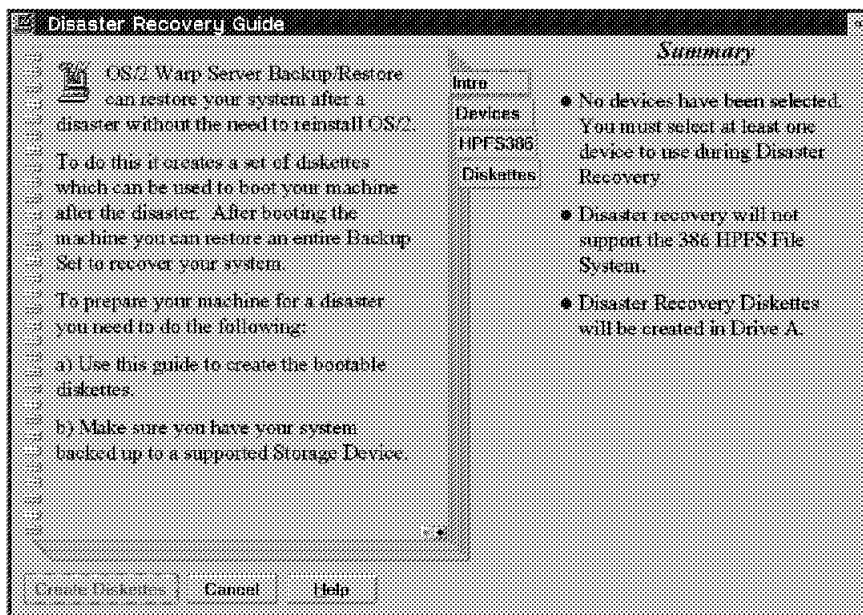 Disaster Recovery Guide
OS/2 Warp Server Backup/Restore
can restore your system after a
disaster without the need to reinstall OS/2.
To do this it creates a set of diskettes
which can be used to boot your machine
after the disaster. After booting the
machine you can restore an entire Backup
Set to recover your system.
To prepare your machine for a disaster
you need to do the following:
a) Use this guide to create the bootable
diskettes.
b) Make sure you have your system
backed up to a supported Storage Device.
Intro
Devices
HPFS386
Diskettes
Summary
No devices have been selected.
You must select at least one
device to use during Disaster
Recovery
Disaster recovery will not
support the 386 HPFS File
System.
Disaster Recovery Diskettes
will be created in Drive A.
Create Diskettes
Cancel
Help